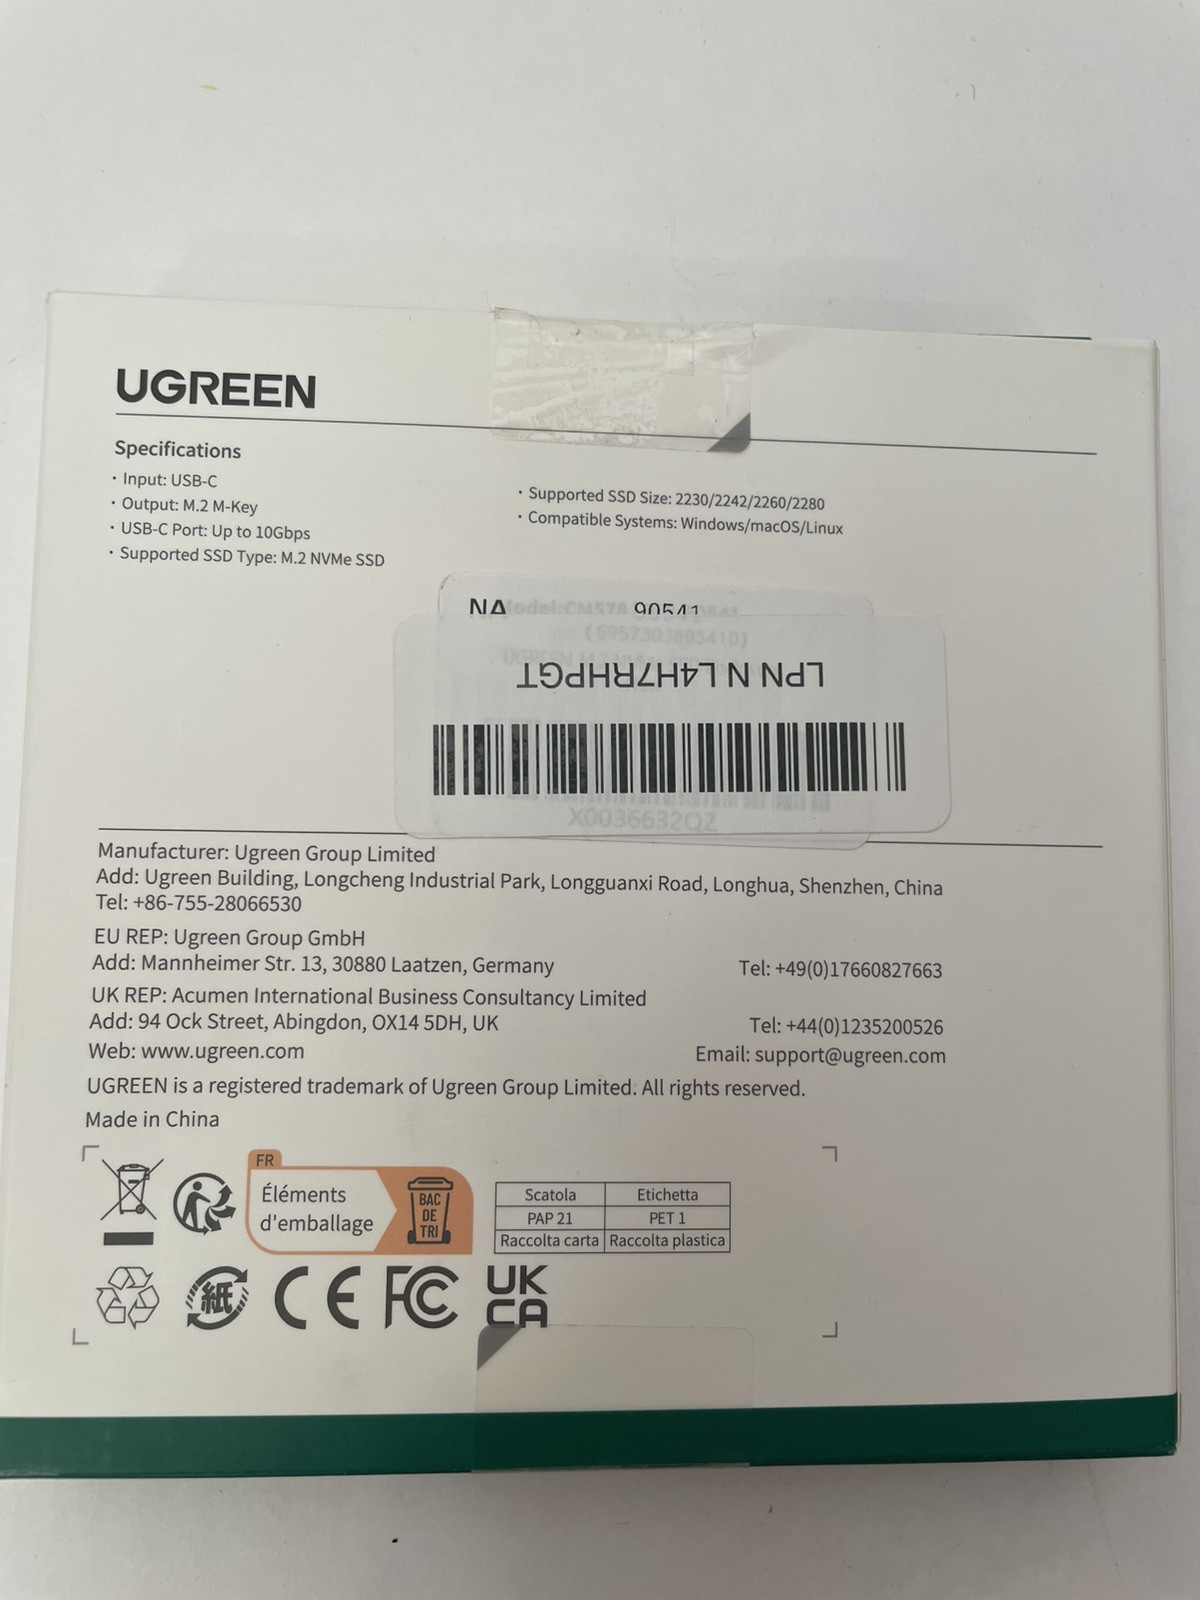 UGREEN
Specifications
· Input: USB-C
· Output: M.2 M-Key
· USB-C Port: Up to 10Gbps
· Supported SSD Type: M.2 NVMe SSD
· Supported SSD Size: 2230/2242/2260/2280
· Compatible Systems: Windows/macOS/Linux
Model:CM578 90541
(6957303895410)
LPN N L4H7RHPGT
X0036632QZ
Manufacturer: Ugreen Group Limited
Add: Ugreen Building, Longcheng Industrial Park, Longguanxi Road, Longhua, Shenzhen, China
Tel: +86-755-28066530
EU REP: Ugreen Group GmbH
Add: Mannheimer Str. 13, 30880 Laatzen, Germany
Tel: +49(0)17660827663
UK REP: Acumen International Business Consultancy Limited
Add: 94 Ock Street, Abingdon, OX14 5DH, UK
Tel: +44(0)1235200526
Web: www.ugreen.com
Email: support@ugreen.com
UGREEN is a registered trademark of Ugreen Group Limited. All rights reserved.
Made in China
FR
Éléments
d'emballage
BAC
DE
TRI
Scatola Etichetta
PAP 21 PET 1
Raccolta carta Raccolta plastica
紙
CE FC UK
CA